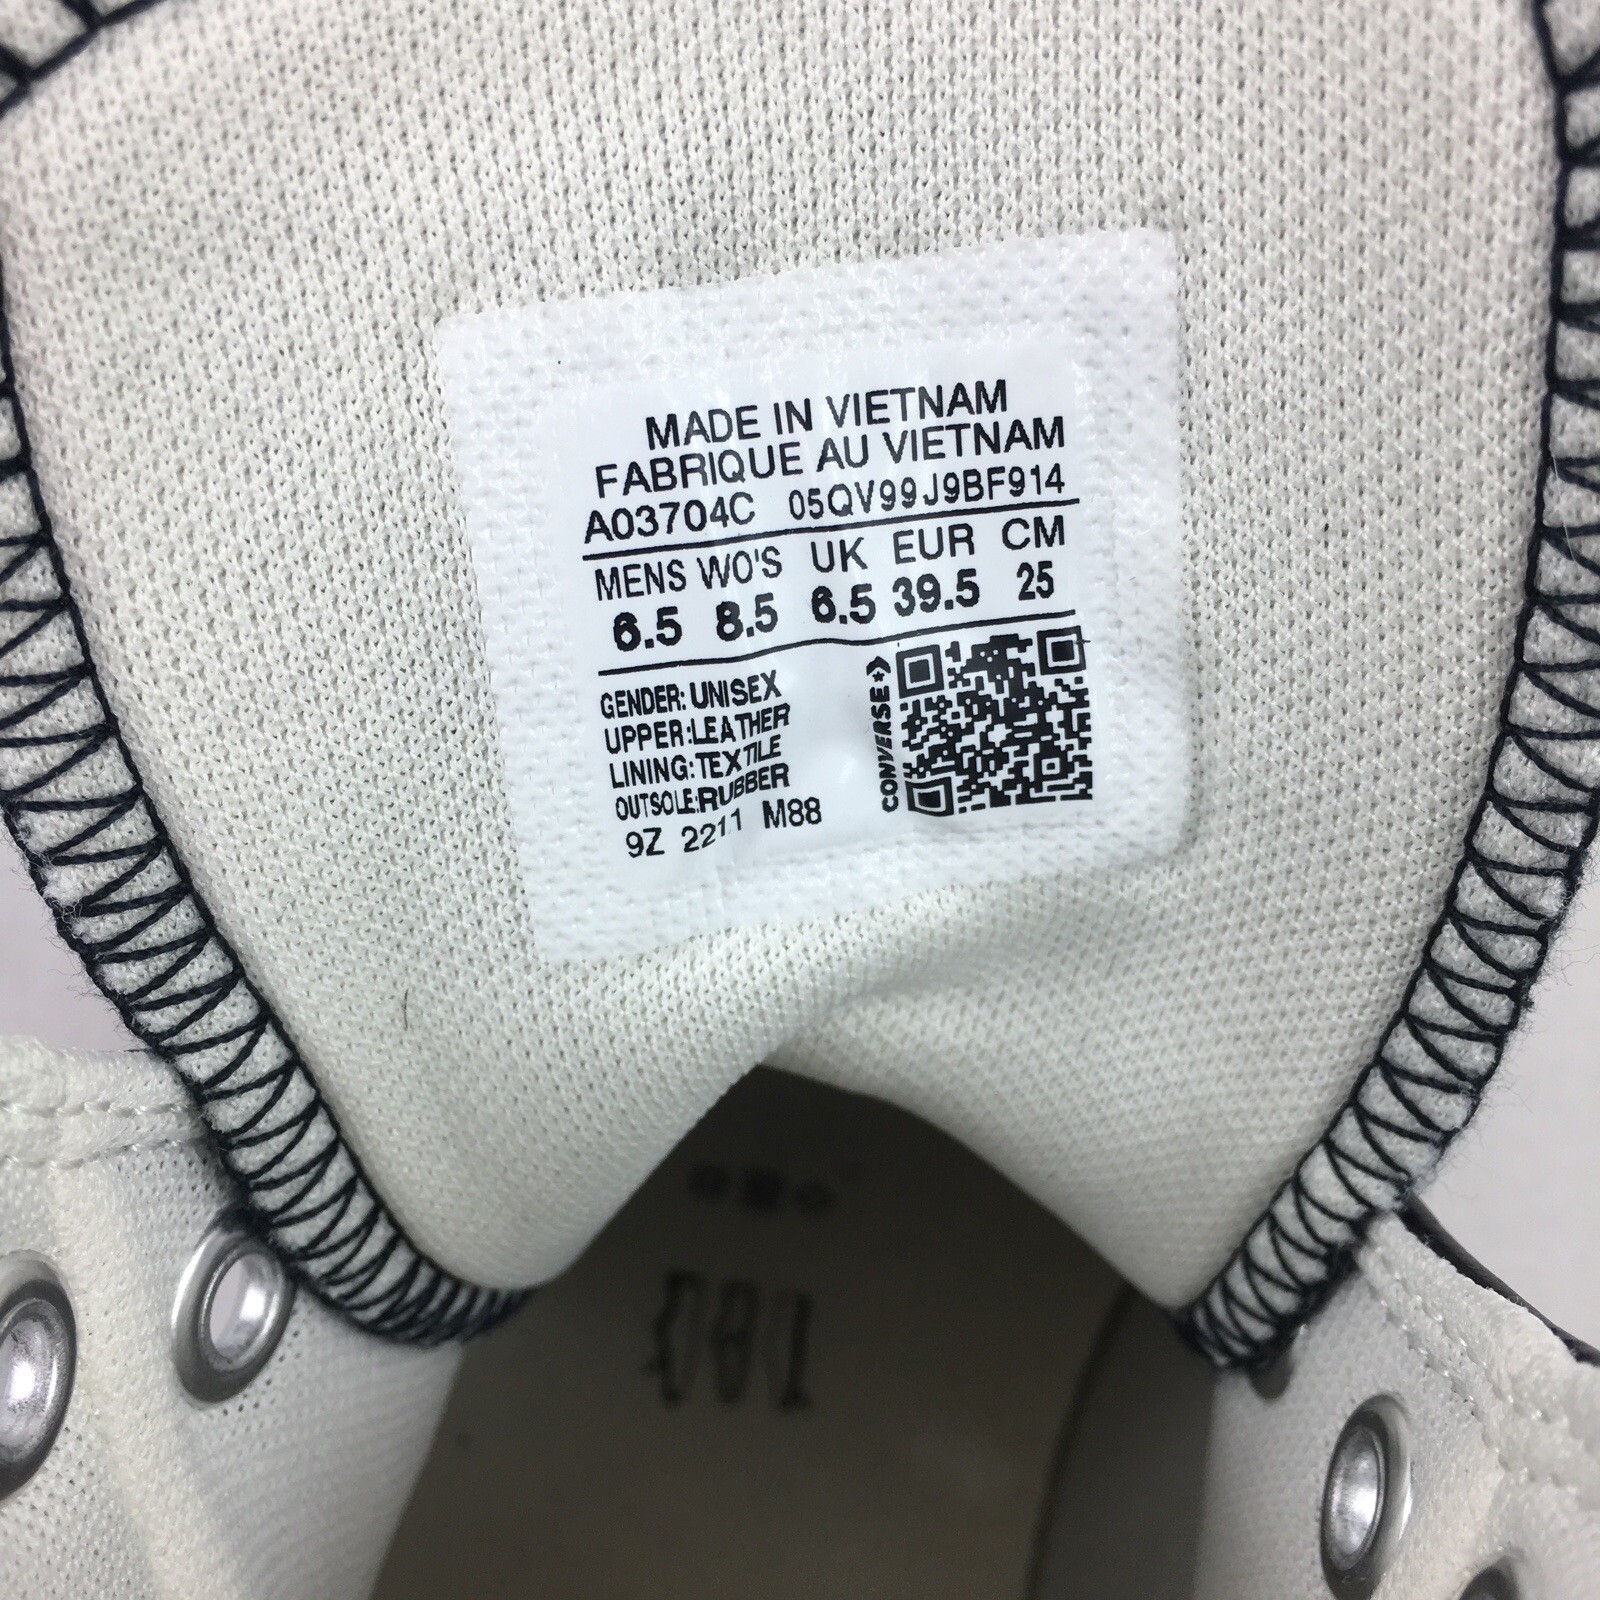 MADE IN VIETNAM
FABRIQUE AU VIETNAM
A03704C 05QV99J9BF914
MENS WO'S UK EUR CM
6.5 8.5 6.5 39.5 25
GENDER: UNISEX
UPPER:LEATHER
LINING:TEXTILE
OUTSOLE:RUBBER
9Z 2211 M88
CONVERSE